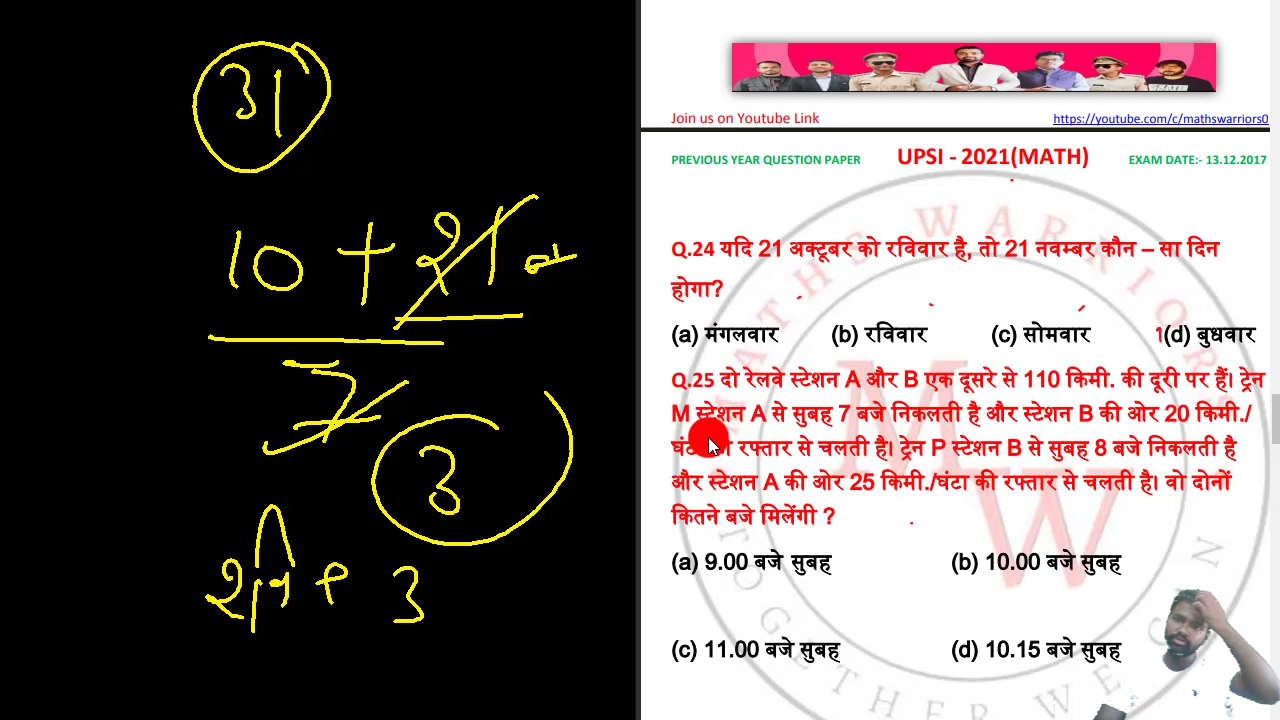 31
10 + 21 न
7
3
रवि + 3
Join us on Youtube Link https://youtube.com/c/mathswarriors0
PREVIOUS YEAR QUESTION PAPER UPSI - 2021(MATH) EXAM DATE:- 13.12.2017
Q.24 यदि 21 अक्टूबर को रविवार है, तो 21 नवम्बर कौन – सा दिन
होगा?
(a) मंगलवार (b) रविवार (c) सोमवार (d) बुधवार
Q.25 दो रेलवे स्टेशन A और B एक दूसरे से 110 किमी. की दूरी पर हैं। ट्रेन
M स्टेशन A से सुबह 7 बजे निकलती है और स्टेशन B की ओर 20 किमी./
रफ्तार से चलती है। ट्रेन P स्टेशन B से सुबह 8 बजे निकलती है
और स्टेशन A की ओर 25 किमी./घंटा की रफ्तार से चलती है। वो दोनों
कितने बजे मिलेंगी ?
(a) 9.00 बजे सुबह (b) 10.00 बजे सुबह
(c) 11.00 बजे सुबह (d) 10.15 बजे सुबह
MATHS WARRIORS
MW